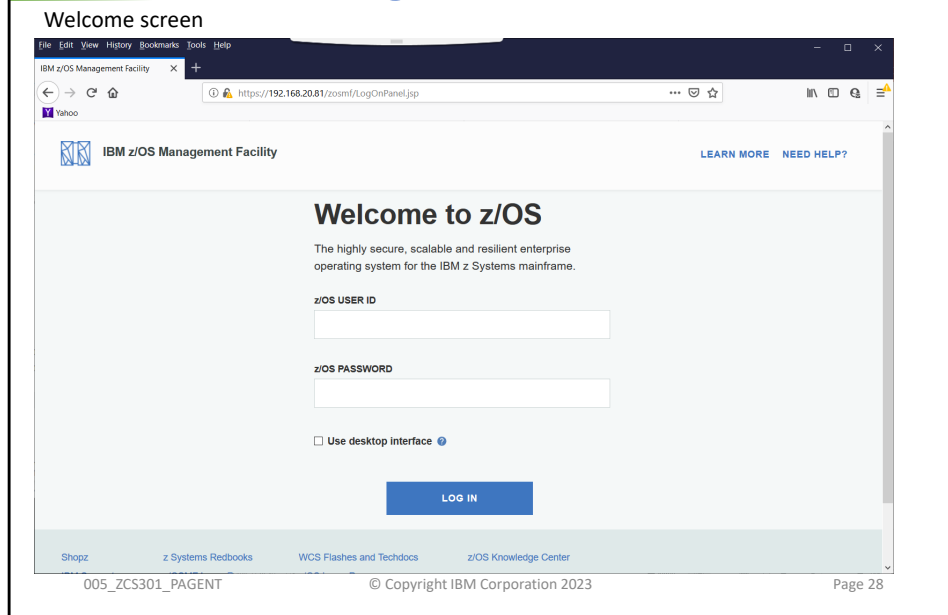 Welcome screen
File Edit View History Bookmarks Tools Help
IBM z/OS Management Facility
https://192.168.20.81/zosmf/LogOnPanel.jsp
Yahoo
IBM z/OS Management Facility
LEARN MORE NEED HELP?
Welcome to z/OS
The highly secure, scalable and resilient enterprise
operating system for the IBM z Systems mainframe.
z/OS USER ID
z/OS PASSWORD
Use desktop interface
LOG IN
Shopz z Systems Redbooks WCS Flashes and Techdocs z/OS Knowledge Center
005_ZCS301_PAGENT © Copyright IBM Corporation 2023 Page 28